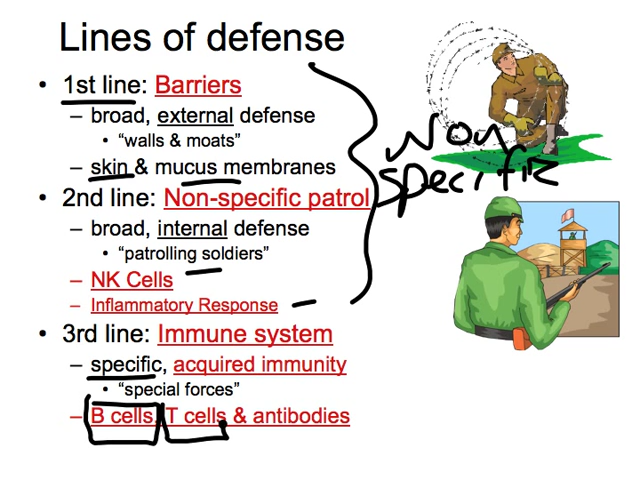 Lines of defense
• 1st line: Barriers
– broad, external defense
• “walls & moats”
– skin & mucus membranes
• 2nd line: Non-specific patrol
– broad, internal defense
• “patrolling soldiers”
– NK Cells
– Inflammatory Response
• 3rd line: Immune system
– specific, acquired immunity
• “special forces”
– B cells, T cells & antibodies
Non
specific